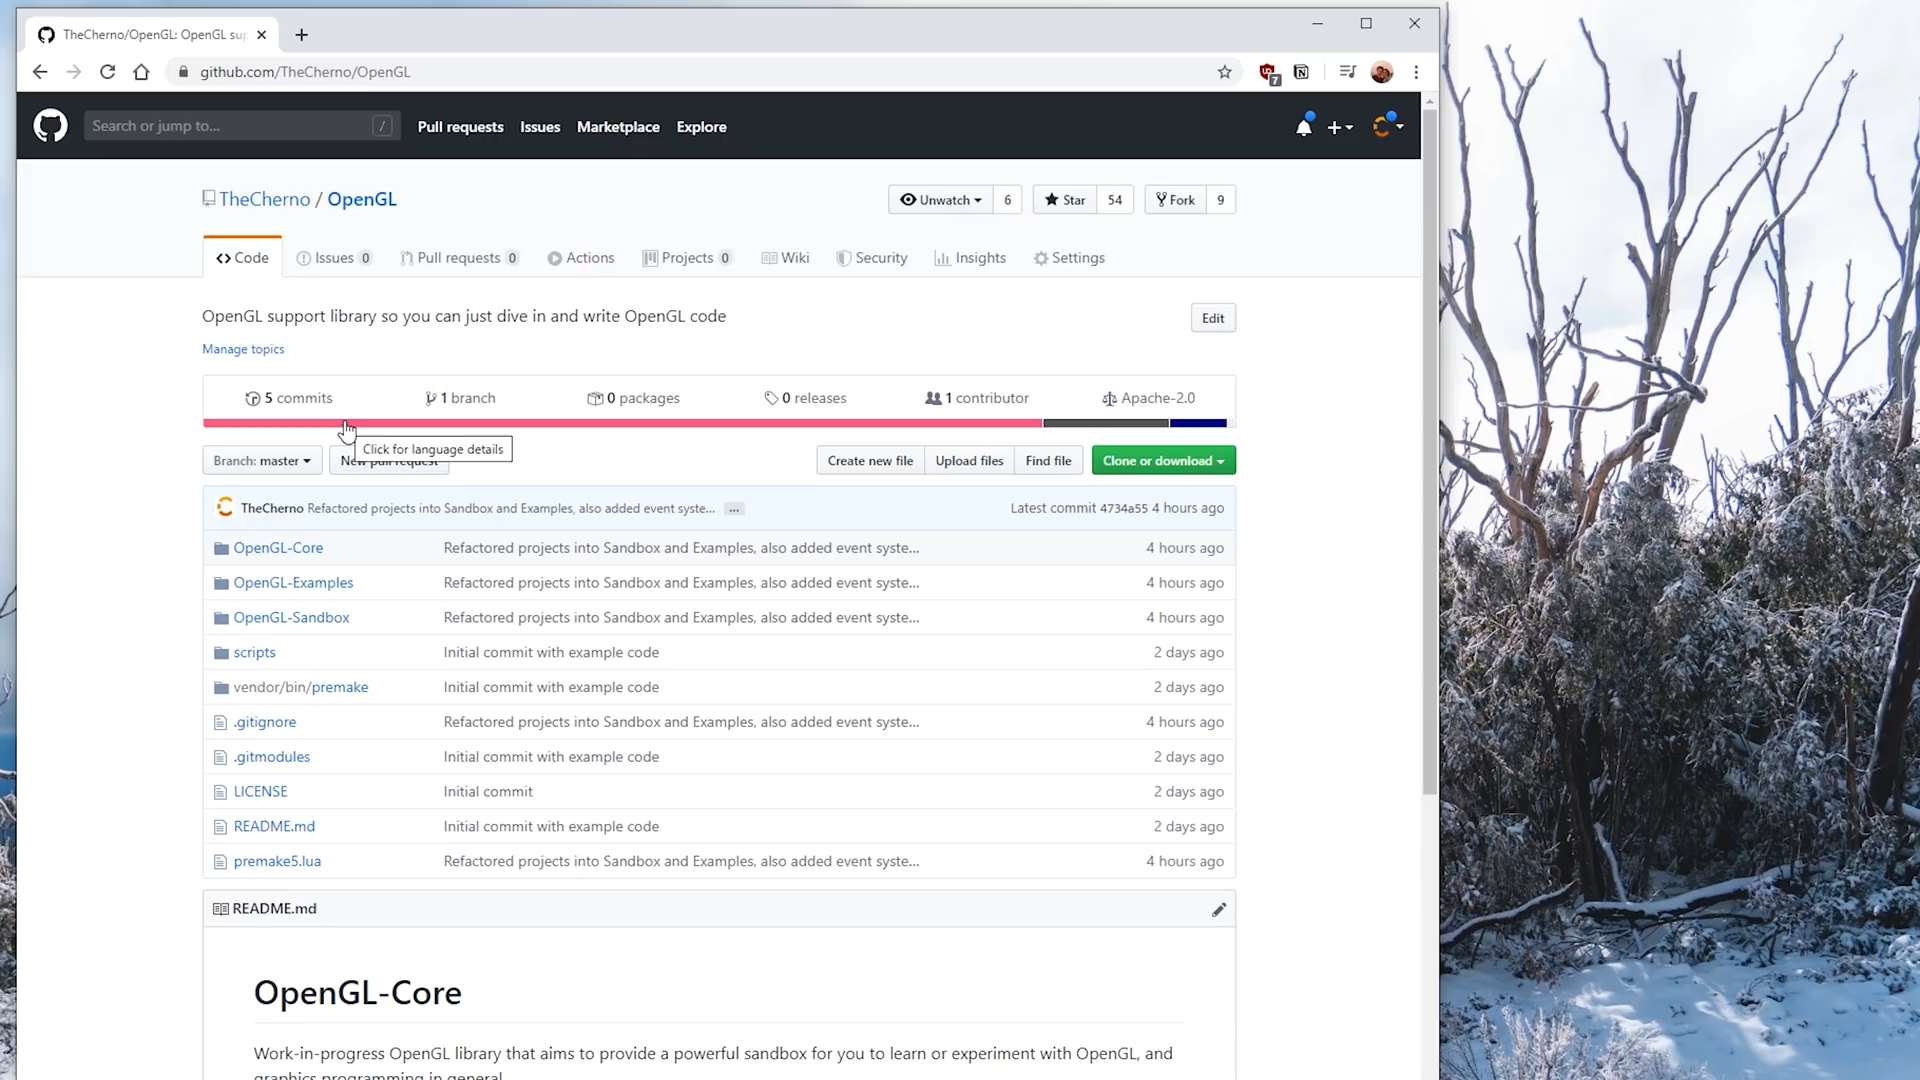 TheCherno/OpenGL: OpenGL sup
github.com/TheCherno/OpenGL
7
Search or jump to... /
Pull requests Issues Marketplace Explore
TheCherno / OpenGL
Unwatch 6 Star 54 Fork 9
Code Issues 0 Pull requests 0 Actions Projects 0 Wiki Security Insights Settings
OpenGL support library so you can just dive in and write OpenGL code
Edit
Manage topics
5 commits 1 branch 0 packages 0 releases 1 contributor Apache-2.0
Click for language details
Branch: master New pull request Create new file Upload files Find file Clone or download
TheCherno Refactored projects into Sandbox and Examples, also added event syste... ... Latest commit 4734a55 4 hours ago
OpenGL-Core Refactored projects into Sandbox and Examples, also added event syste... 4 hours ago
OpenGL-Examples Refactored projects into Sandbox and Examples, also added event syste... 4 hours ago
OpenGL-Sandbox Refactored projects into Sandbox and Examples, also added event syste... 4 hours ago
scripts Initial commit with example code 2 days ago
vendor/bin/premake Initial commit with example code 2 days ago
.gitignore Refactored projects into Sandbox and Examples, also added event syste... 4 hours ago
.gitmodules Initial commit with example code 2 days ago
LICENSE Initial commit 2 days ago
README.md Initial commit with example code 2 days ago
premake5.lua Refactored projects into Sandbox and Examples, also added event syste... 4 hours ago
README.md
OpenGL-Core
Work-in-progress OpenGL library that aims to provide a powerful sandbox for you to learn or experiment with OpenGL, and
graphics programming in general.